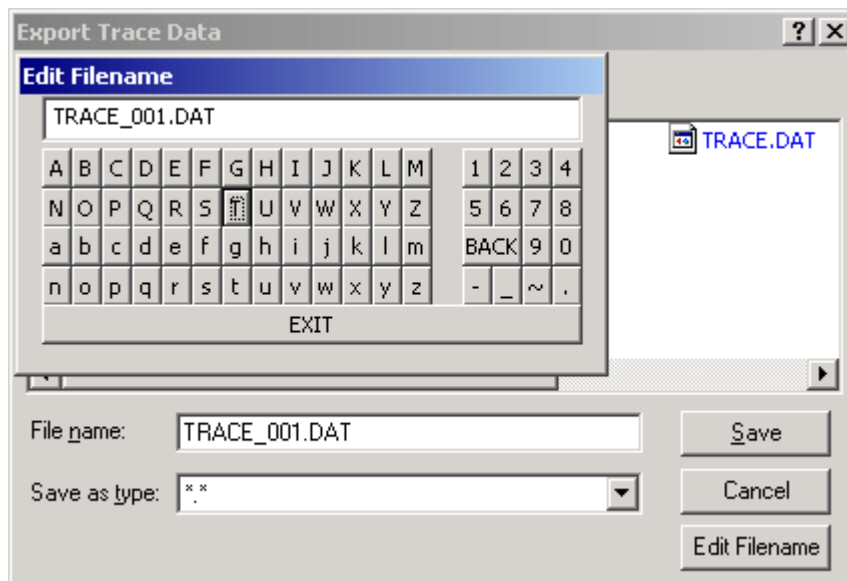 Export Trace Data
? X
Edit Filename
TRACE_001.DAT
TRACE.DAT
A B C D E F G H I J K L M 1 2 3 4
N O P Q R S T U V W X Y Z 5 6 7 8
a b c d e f g h i j k l m BACK 9 0
n o p q r s t u v w x y z - _ ~ .
EXIT
File name: TRACE_001.DAT Save
Save as type: *.* Cancel
Edit Filename